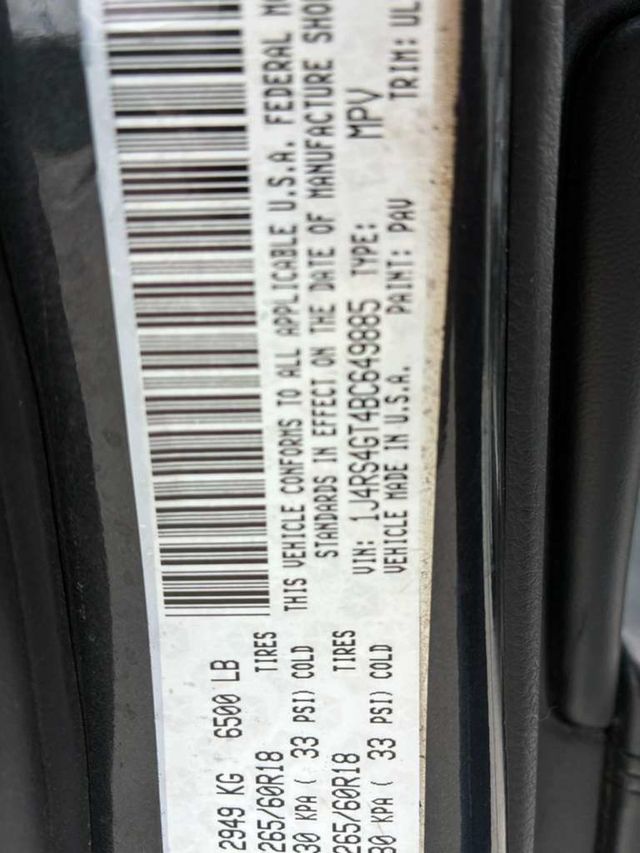 2949 KG 6500 LB
265/60R18 TIRES
30 KPA ( 33 PSI) COLD
265/60R18 TIRES
30 KPA ( 33 PSI) COLD
THIS VEHICLE CONFORMS TO ALL APPLICABLE U.S.A. FEDERAL
STANDARDS IN EFFECT ON THE DATE OF MANUFACTURE
VIN: 1J4RS4GT4BC649885 TYPE: MPV
VEHICLE MADE IN U.S.A. PAINT: PAV TRIM: UL